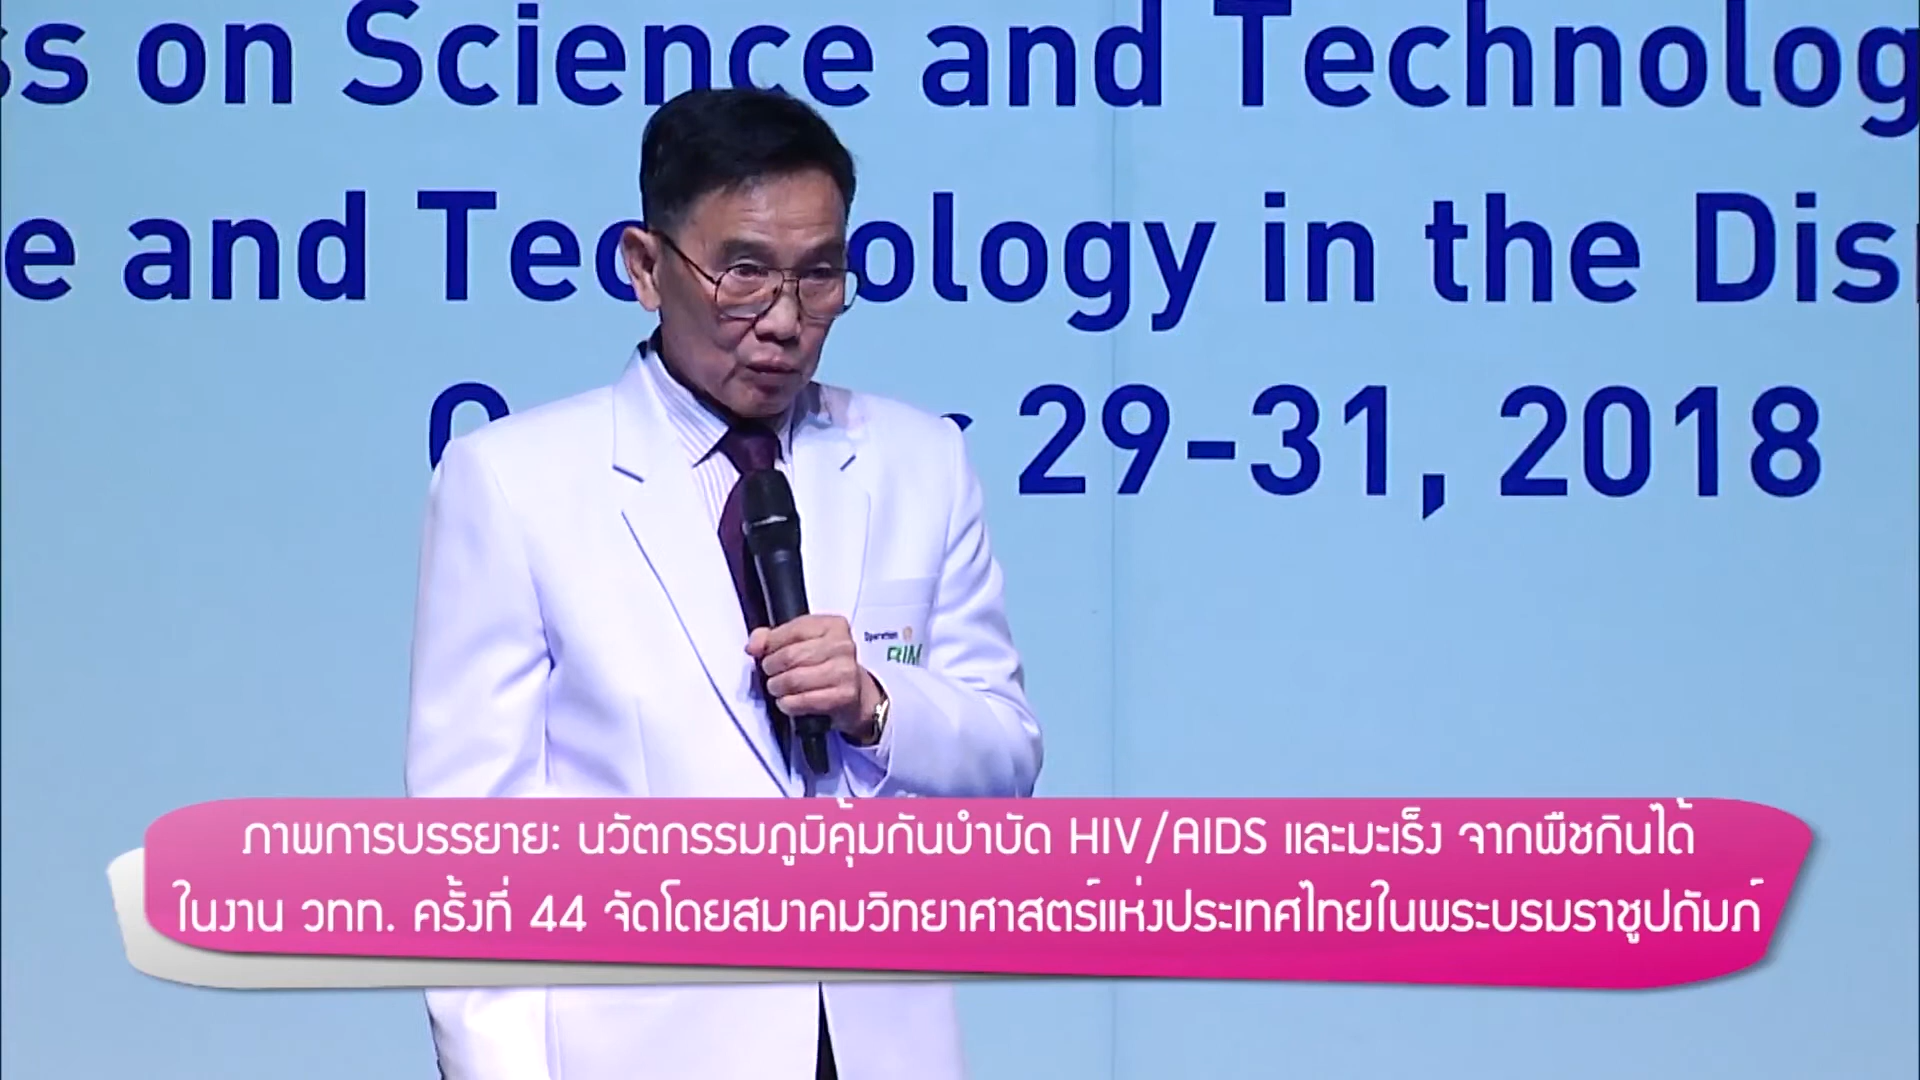 ss on Science and Technolog
e and Technology in the Dis
29-31, 2018
Operation
BIM
ภาพการบรรยาย: นวัตกรรมภูมิคุ้มกันบำบัด HIV/AIDS และมะเร็ง จากพืชกินได้
ในงาน วทท. ครั้งที่ 44 จัดโดยสมาคมวิทยาศาสตร์แห่งประเทศไทยในพระบรมราชูปถัมภ์